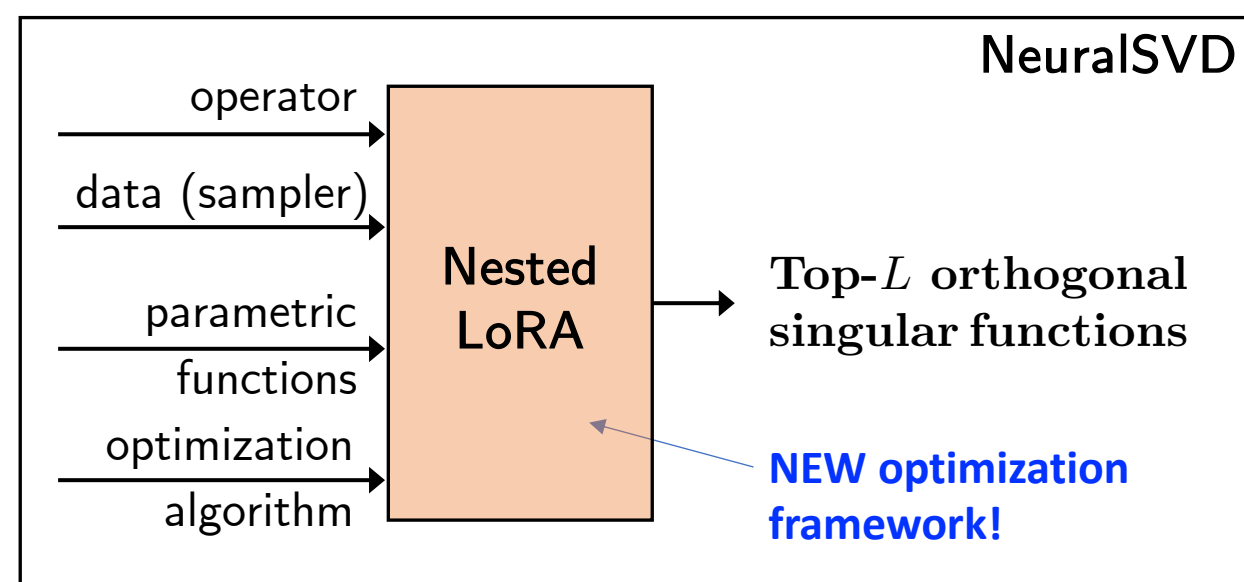 NeuralSVD
operator
data (sampler)
parametric
functions
optimization
algorithm
Nested
LoRA
Top-L orthogonal
singular functions
NEW optimization
framework!